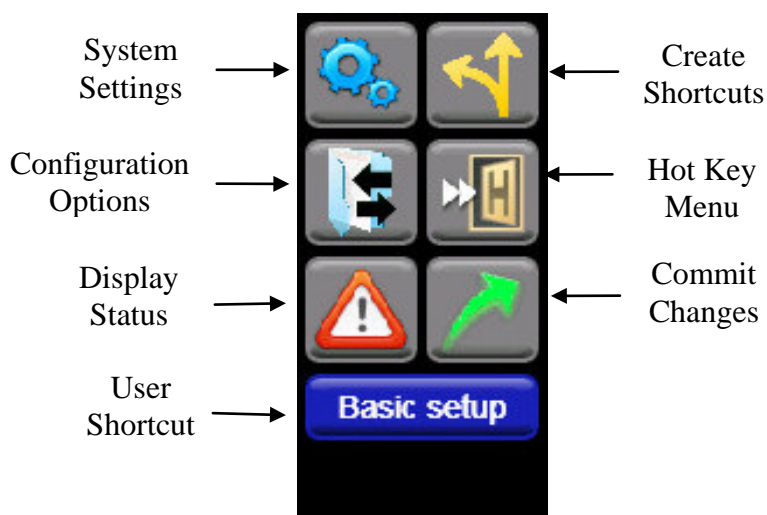 System
Settings
Create
Shortcuts
Configuration
Options
H
Hot Key
Menu
Display
Status
!
Commit
Changes
User
Shortcut
Basic setup